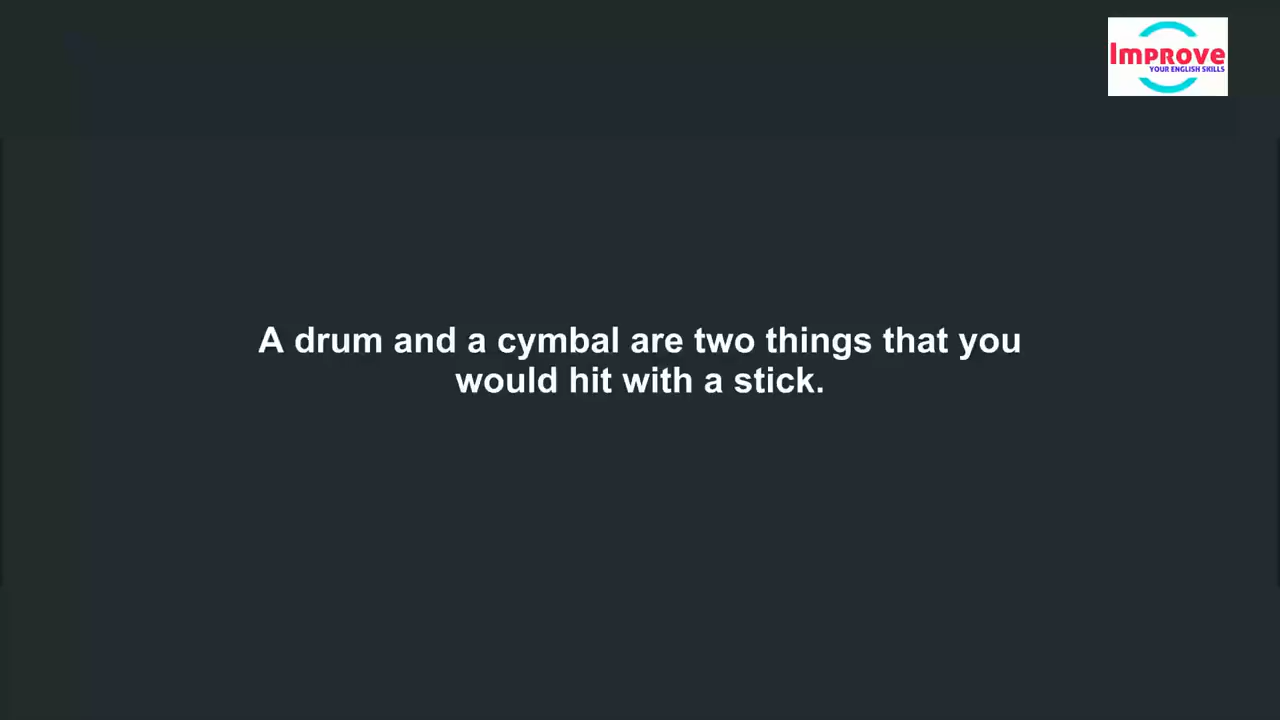 Improve
YOUR ENGLISH SKILLS
A drum and a cymbal are two things that you
would hit with a stick.